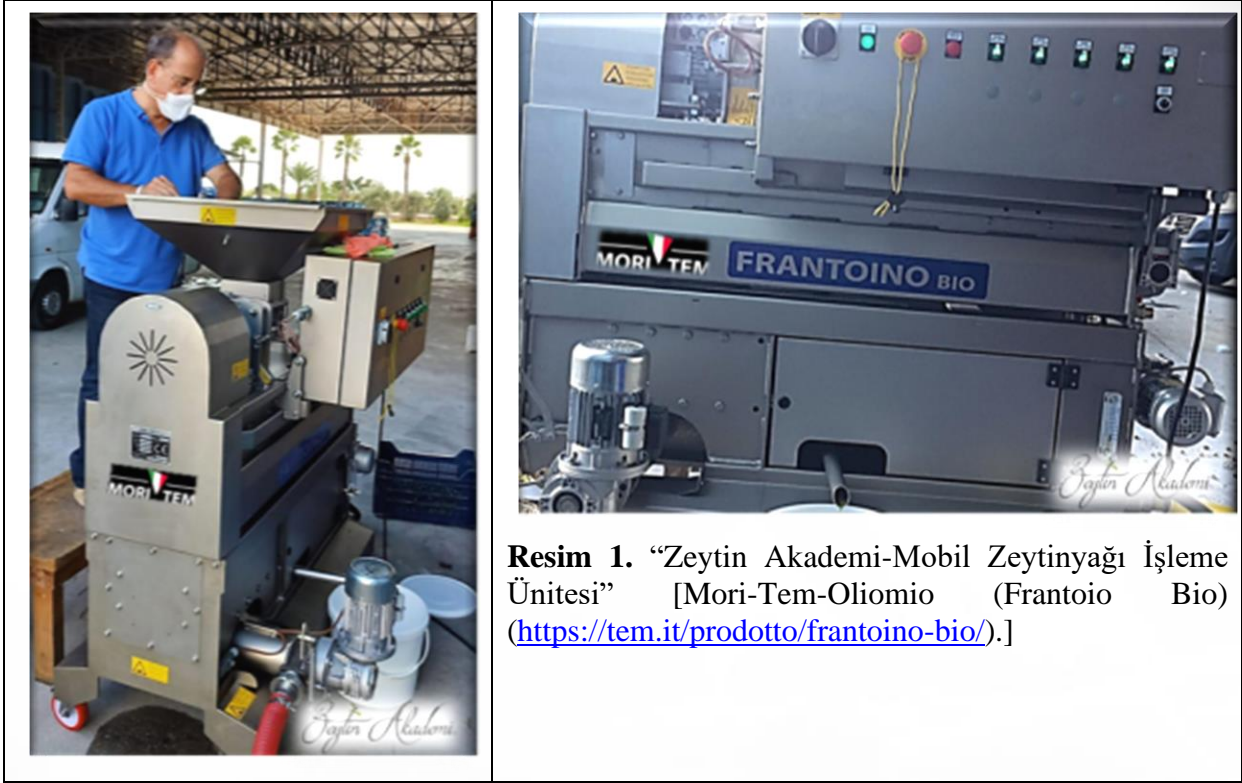 MORI TEM
Zeytin Akademi
MORI TEM
FRANTOINO BIO
Zeytin Akademi
Resim 1. “Zeytin Akademi-Mobil Zeytinyağı İşleme
Ünitesi” [Mori-Tem-Oliomio (Frantoio Bio)
(https://tem.it/prodotto/frantoino-bio/).]